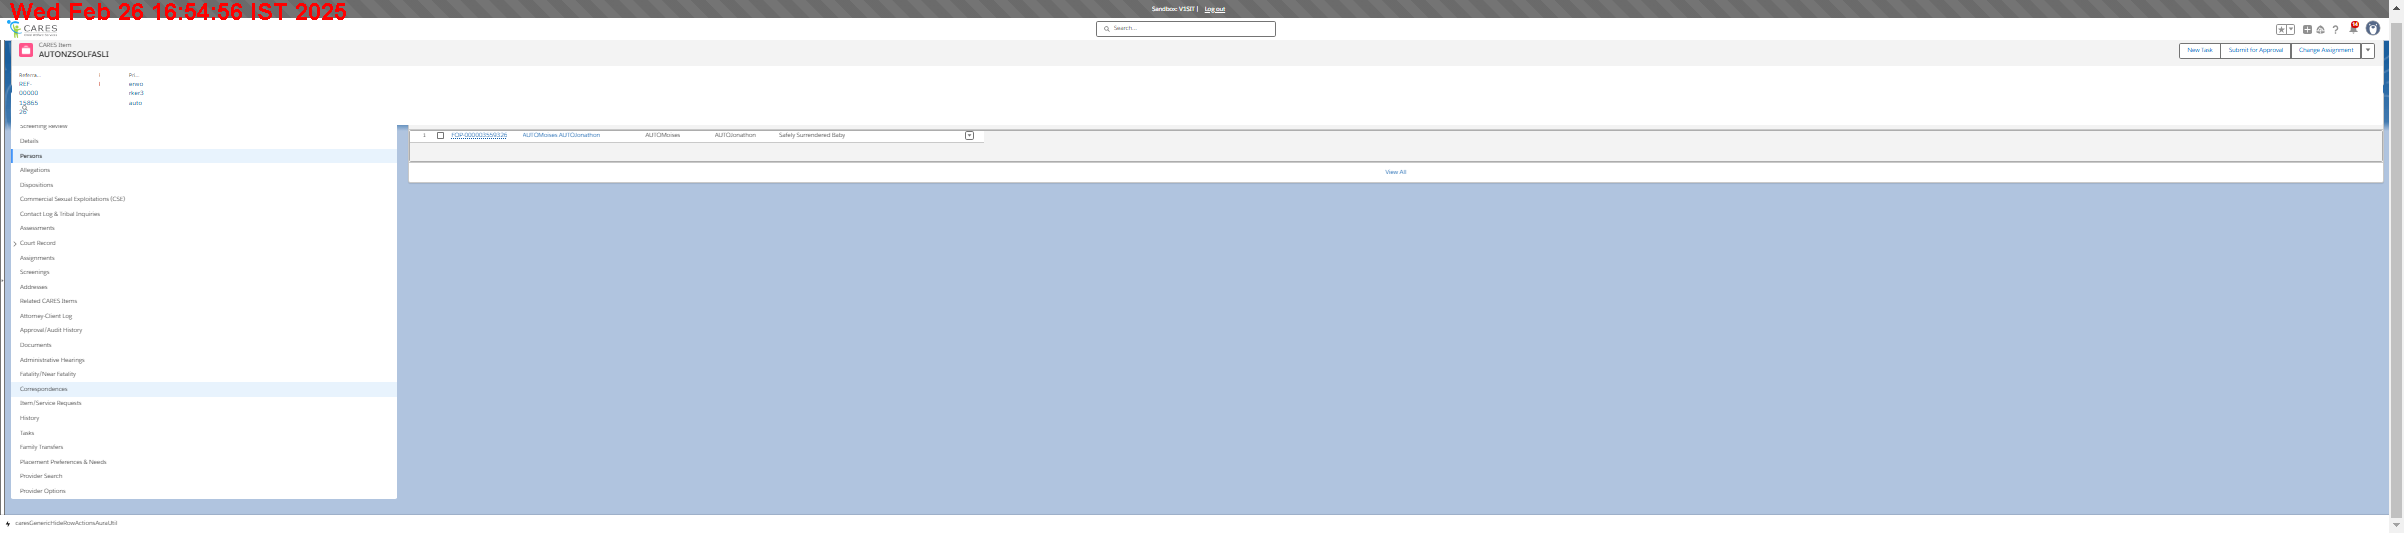 Wed Feb 26 16:54:56 IST 2025
Sandbox: V1SIT | Log out
CARES
Search...
CARES Item
AUTONZSOLFASLI
New Task
Submit for Approval
Change Assignment
Referra...
I
Pri...
REF-
I
enso
00000
rker3
15865
auto
26
Screening Review
Details
Persons
Allegations
Dispositions
Commercial Sexual Exploitations (CSE)
Contact Log & Tribal Inquiries
Assessments
Court Record
Assignments
Screenings
Addresses
Related CARES Items
Attorney-Client Log
Approval/Audit History
Documents
Administrative Hearings
Fatality/Near Fatality
Correspondences
Item/Service Requests
History
Tasks
Family Transfers
Placement Preferences & Needs
Provider Search
Provider Options
1
AUTOMoises AUTOJonathon
AUTOMoises
AUTOJonathon
Safely Surrendered Baby
View All
caresGenericHideRowActionsAuraUtil